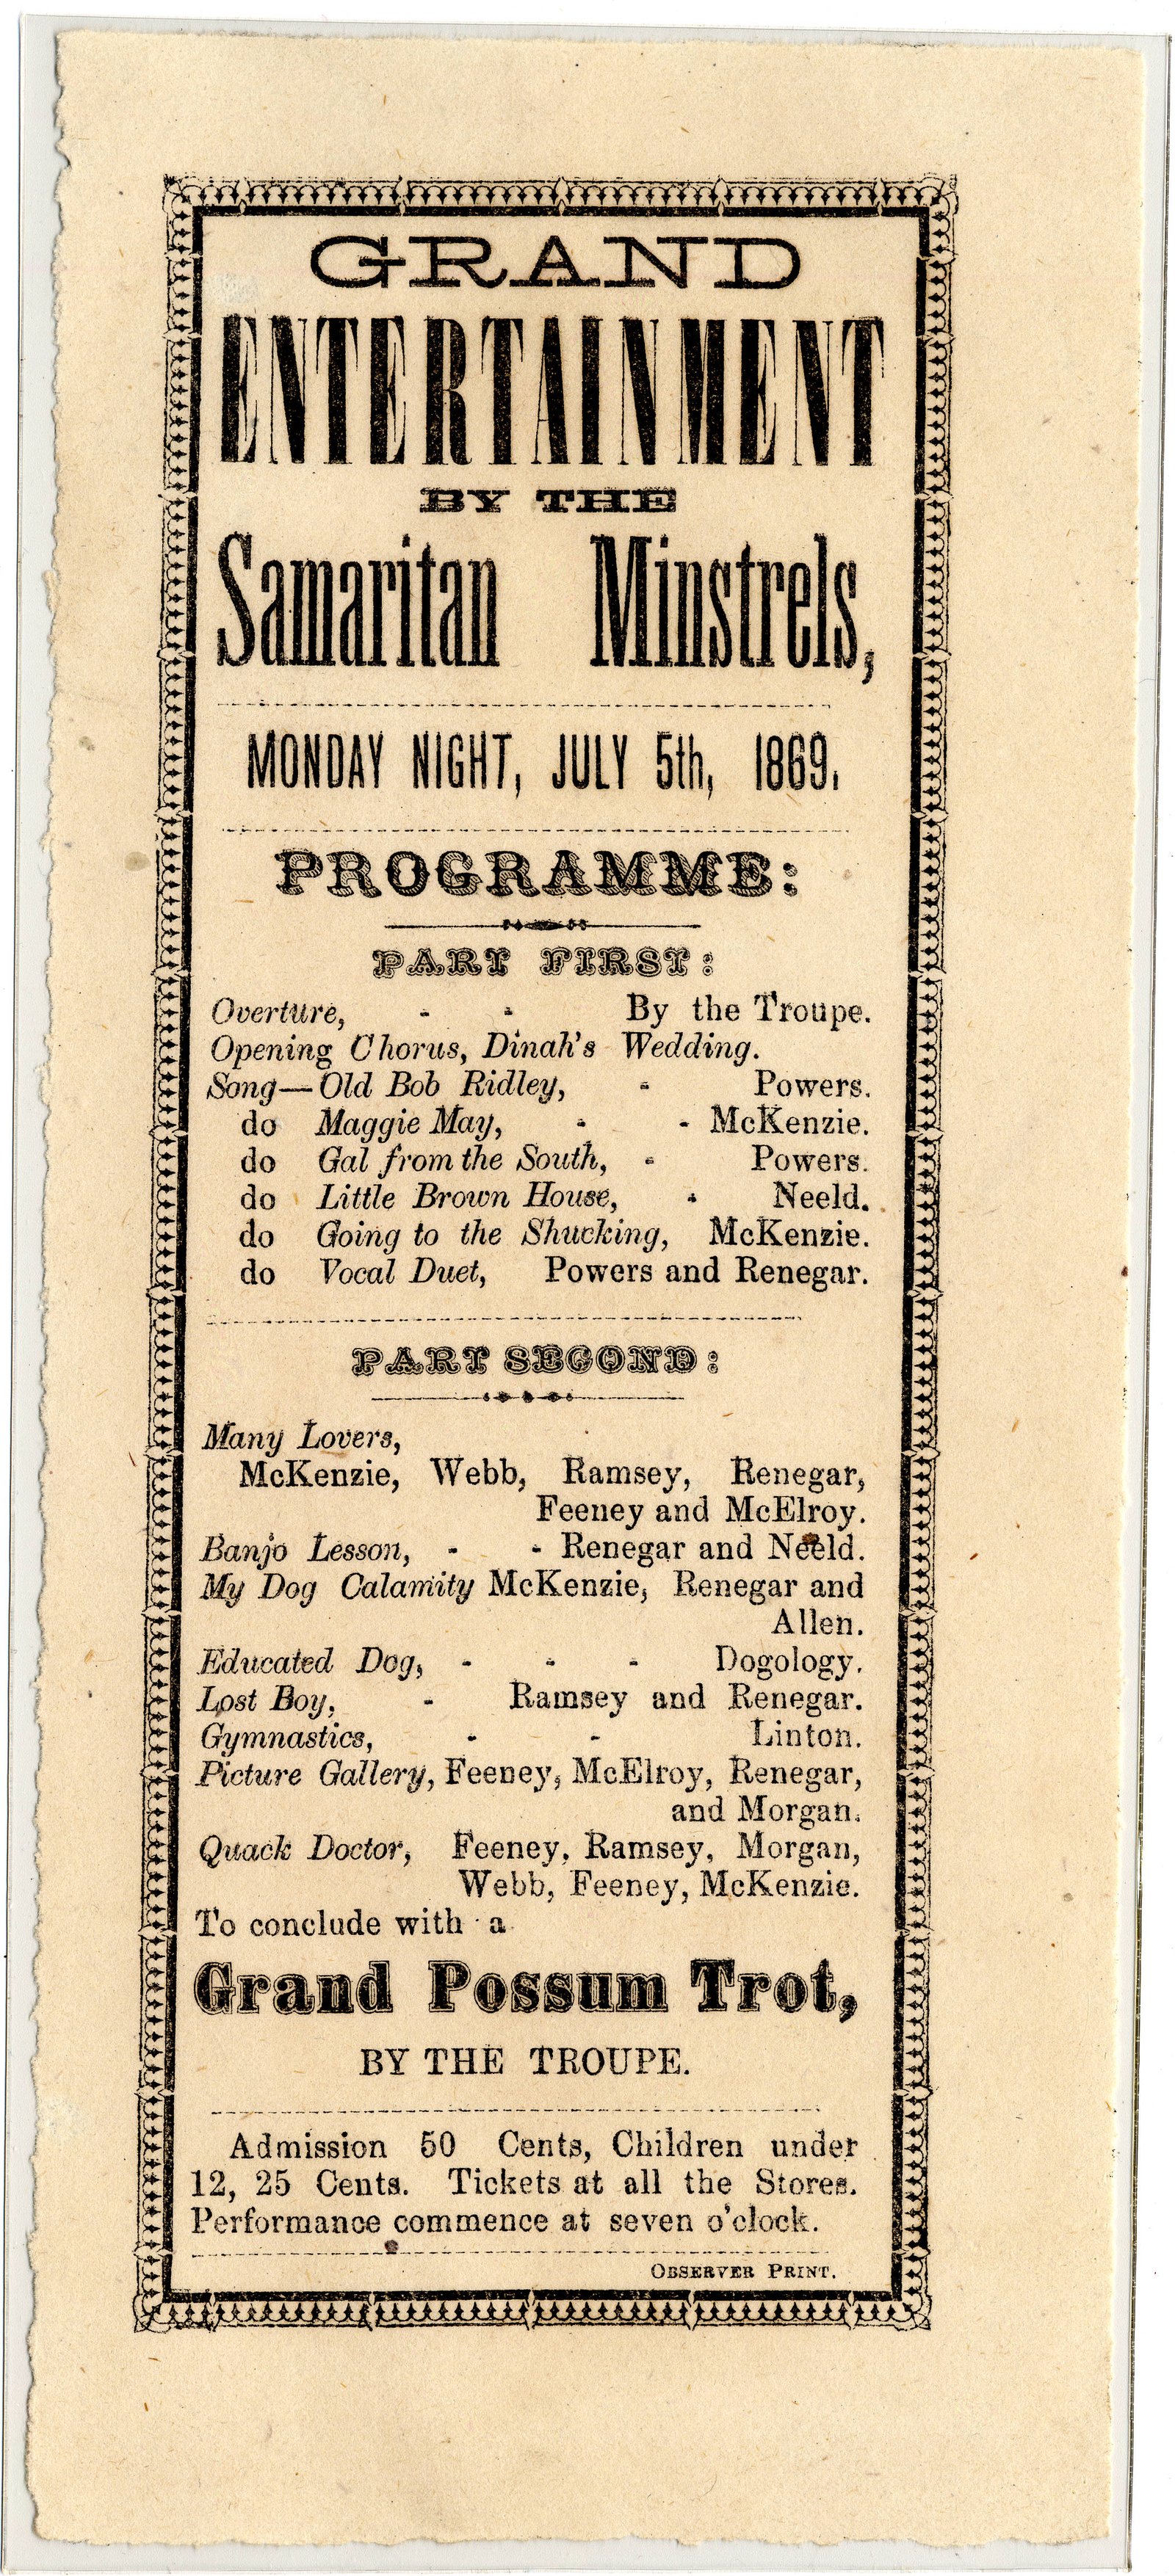 GRAND
ENTERTAINMENT
BY THE
Samaritan Minstrels,
MONDAY NIGHT, JULY 5th, 1869.
PROGRAMME:
PART FIRST:
Overture, - - By the Troupe.
Opening Chorus, Dinah's Wedding.
Song—Old Bob Ridley, - Powers.
do Maggie May, - - McKenzie.
do Gal from the South, - Powers.
do Little Brown House, - Neeld.
do Going to the Shucking, McKenzie.
do Vocal Duet, Powers and Renegar.
PART SECOND:
Many Lovers,
McKenzie, Webb, Ramsey, Renegar,
Feeney and McElroy.
Banjo Lesson, - - Renegar and Neeld.
My Dog Calamity McKenzie, Renegar and
Allen.
Educated Dog, - - - Dogology.
Lost Boy, - Ramsey and Renegar.
Gymnastics, - - Linton.
Picture Gallery, Feeney, McElroy, Renegar,
and Morgan.
Quack Doctor, Feeney, Ramsey, Morgan,
Webb, Feeney, McKenzie.
To conclude with a
Grand Possum Trot,
BY THE TROUPE.
Admission 50 Cents, Children under
12, 25 Cents. Tickets at all the Stores.
Performance commence at seven o'clock.
OBSERVER PRINT.